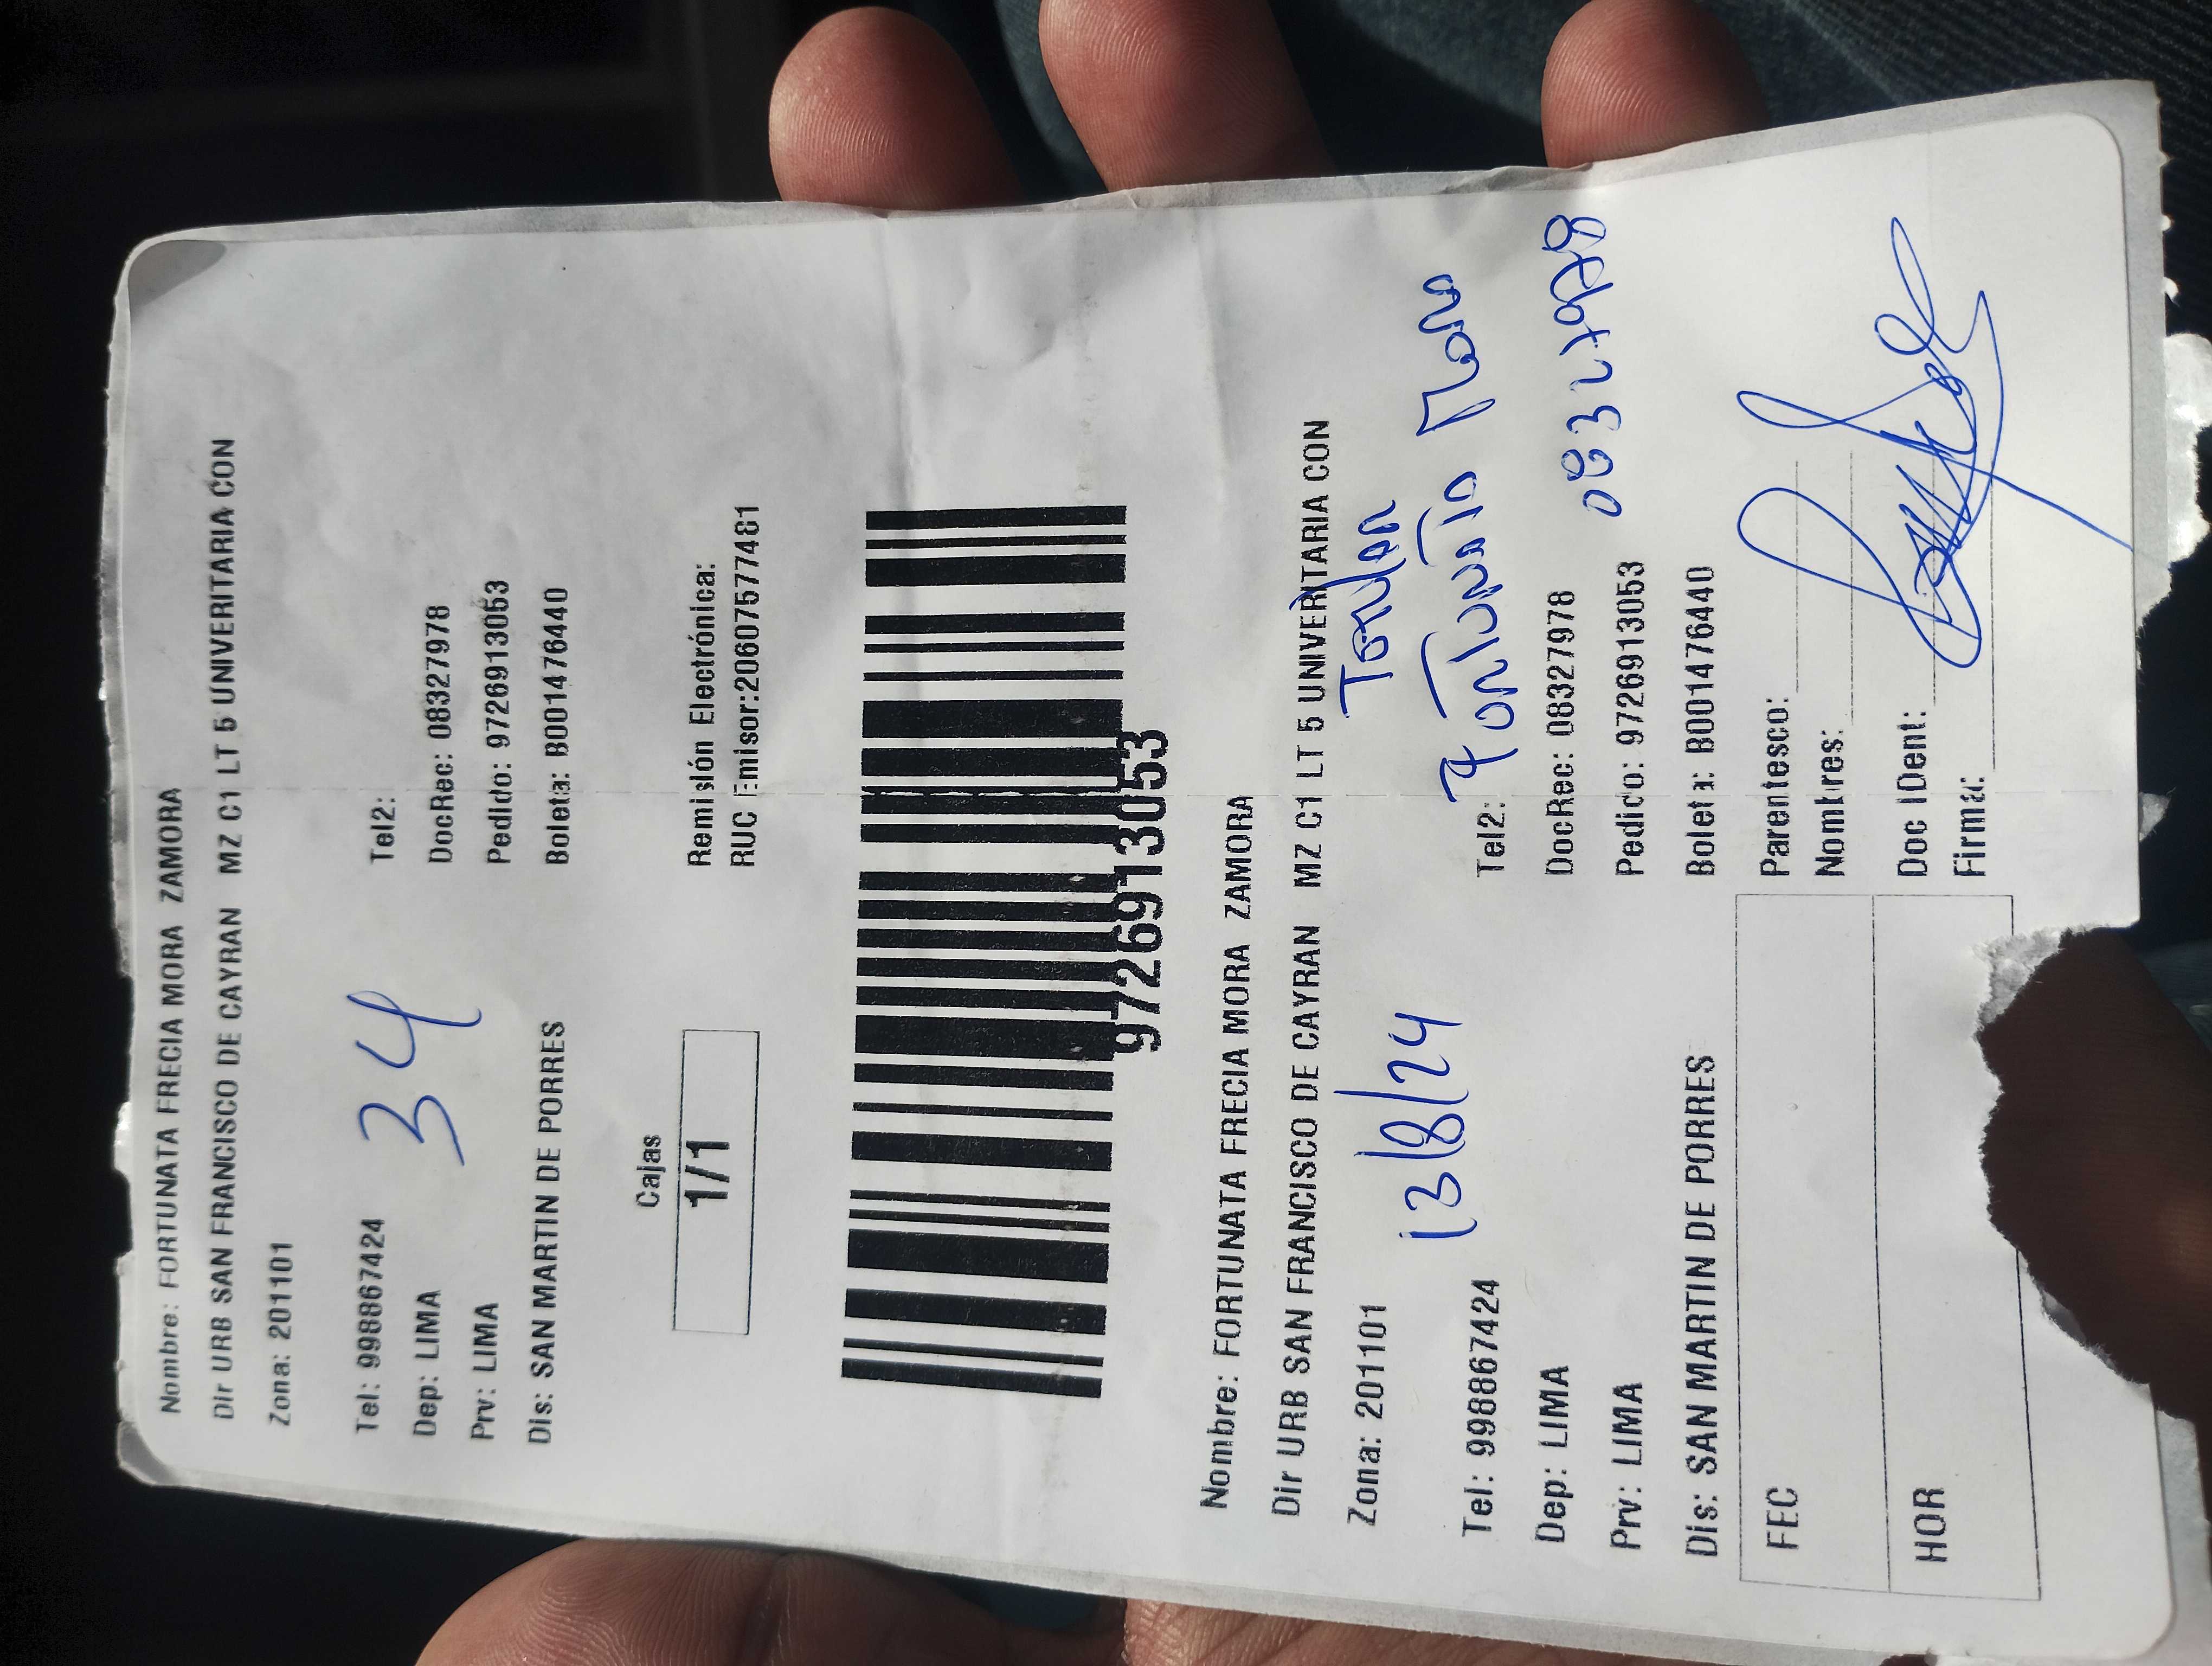 Nombre: FORTUNATA FRECIA MORA ZAMORA
Dir URB SAN FRANCISCO DE CAYRAN MZ C1 LT 5 UNIVERITARIA CON
Zona: 201101
34
Tel: 998867424 Tel2:
Dep: LIMA DocRec: 08327978
Prv: LIMA Pedido: 972691 3053
Dis: SAN MARTIN DE PORRES Boleta: B001476440
Cajas
1/1
Remisión Electrónica:
RUC Emisor:20607577481
9726913053
Nombre: FORTUNATA FRECIA MORA ZAMORA
Dir URB SAN FRANCISCO DE CAYRAN MZ C1 LT 5 UNIVERITARIA CON
Zona: 201101
13/8/24
Tel: 998867424 Tel2:
Dep: LIMA DocRec: 08327978
Prv: LIMA Pedido: 9726913053
Dis: SAN MARTIN DE PORRES Boleta: B001476440
FEC Parentesco:
Nombres:
HOR Doc IDent:
Firma: